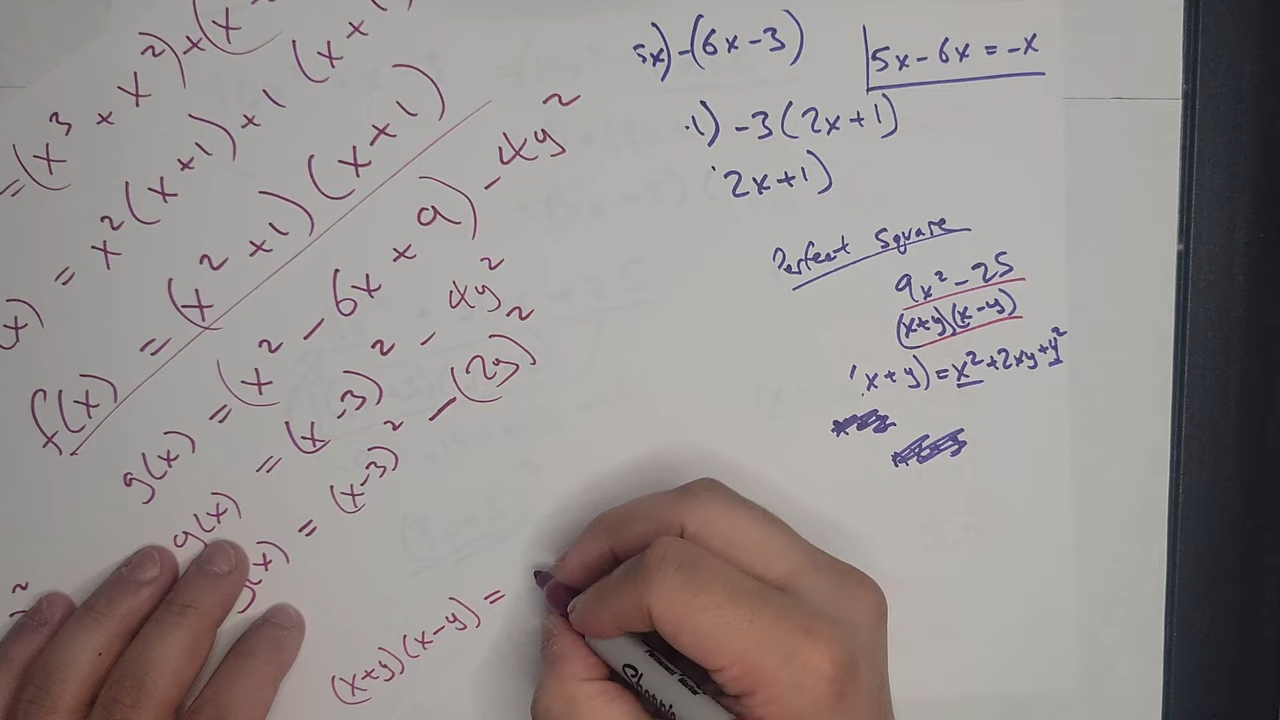 =(x³ + x²) + (x
= x²(x+1) + 1 (x+
f(x) = (x² + 1) (x+1)
g(x) = (x² - 6x + 9) - 4y²
g(x) = (x-3)² - 4y²
(x) = (x-3)² - (2y)²
(x+y)(x-y) =
5x) - (6x - 3)
5x - 6x = -x
1) - 3(2x + 1)
2x + 1)
Perfect Square
9x² - 25
(x+y)(x-y)
x + y) = x² + 2xy + y²
Sharpie